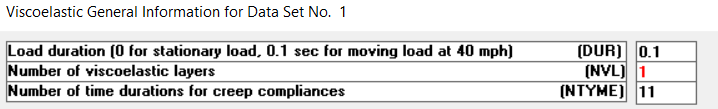 Viscoelastic General Information for Data Set No. 1
Load duration (0 for stationary load, 0.1 sec for moving load at 40 mph) (DUR) 0.1
Number of viscoelastic layers (NVL) 1
Number of time durations for creep compliances (NTYME) 11